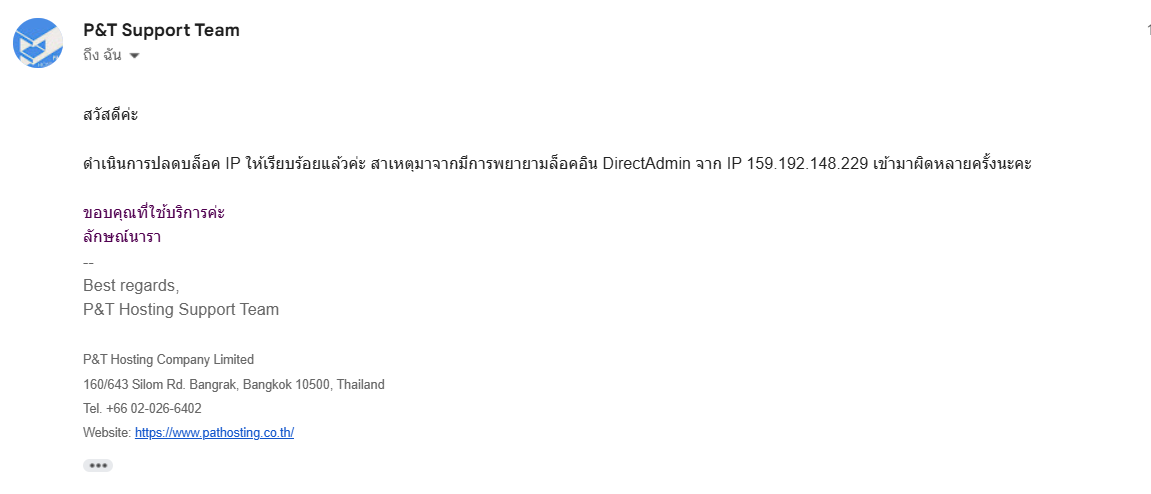 P&T Support Team
ถึง ฉัน
สวัสดีค่ะ
ดำเนินการปลดบล็อค IP ให้เรียบร้อยแล้วค่ะ สาเหตุมาจากมีการพยายามล็อคอิน DirectAdmin จาก IP 159.192.148.229 เข้ามาผิดหลายครั้งนะคะ
ขอบคุณที่ใช้บริการค่ะ
ลักษณ์นารา
--
Best regards,
P&T Hosting Support Team
P&T Hosting Company Limited
160/643 Silom Rd. Bangrak, Bangkok 10500, Thailand
Tel. +66 02-026-6402
Website: https://www.pathosting.co.th/